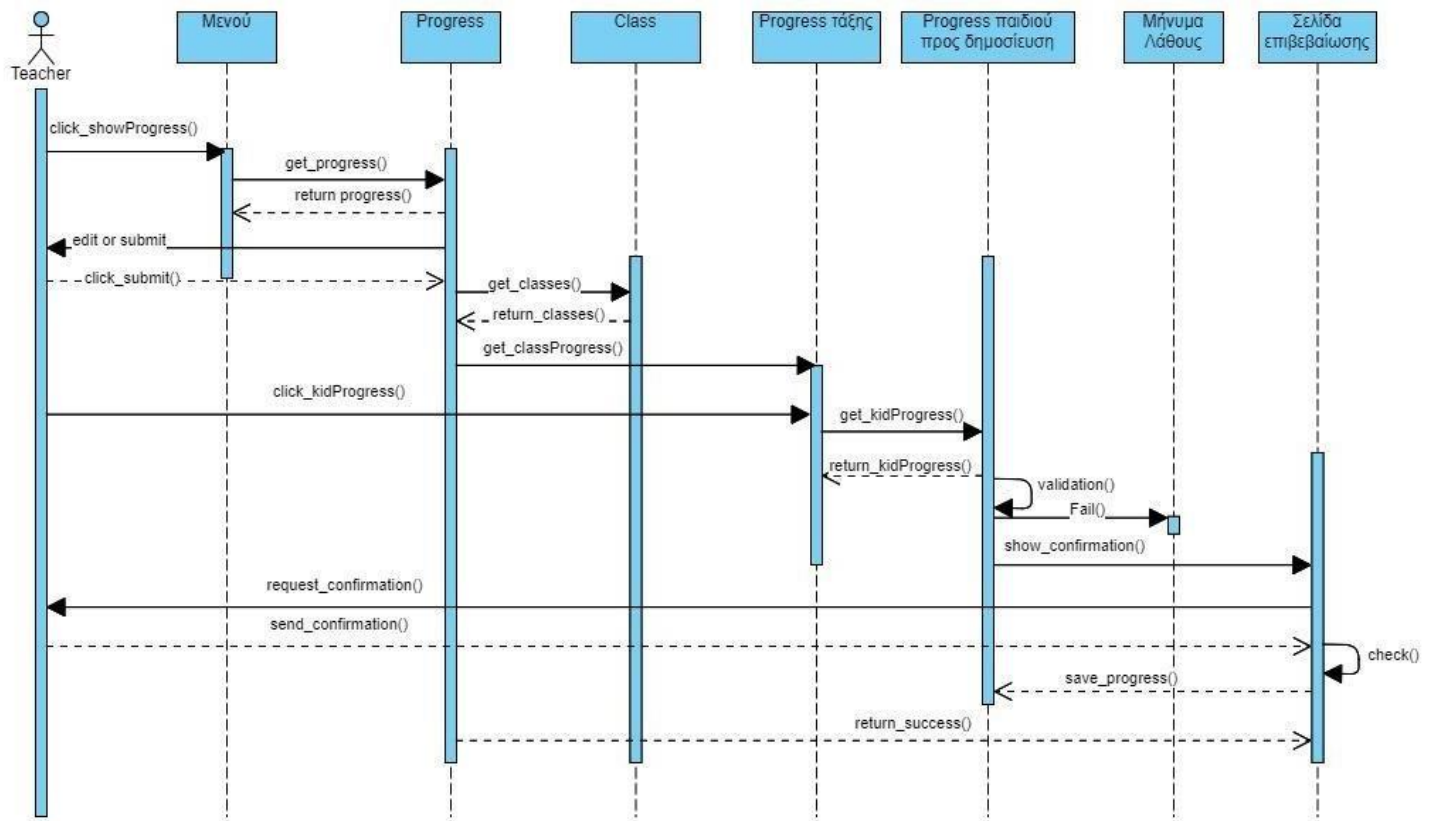 Μενού
Progress
Class
Progress τάξης
Progress παιδιού
προς δημοσίευση
Μήνυμα
Λάθους
Σελίδα
επιβεβαίωσης
Teacher
click_showProgress()
get_progress()
return progress()
edit or submit
click_submit()
get_classes()
return_classes()
get_classProgress()
click_kidProgress()
get_kidProgress()
return_kidProgress()
validation()
Fail()
show_confirmation()
request_confirmation()
send_confirmation()
check()
save_progress()
return_success()